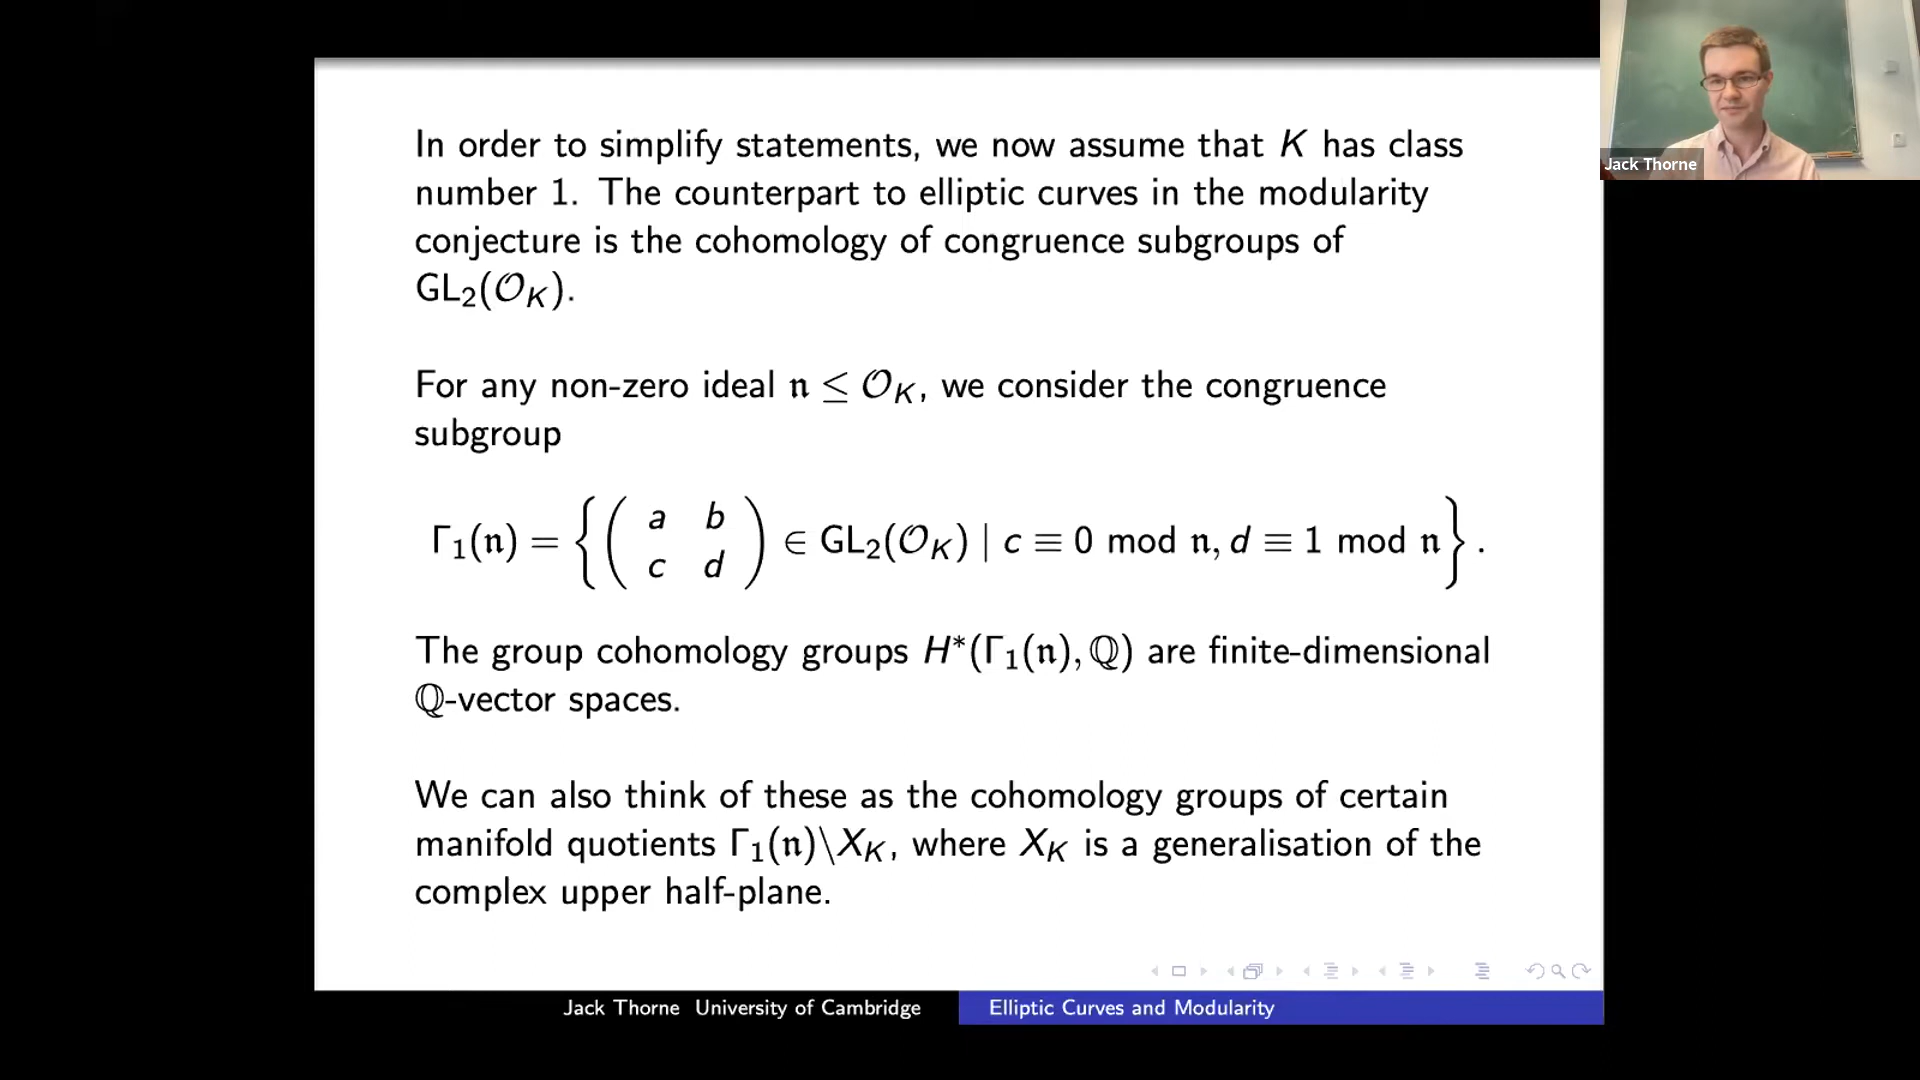 In order to simplify statements, we now assume that K has class
number 1. The counterpart to elliptic curves in the modularity
conjecture is the cohomology of congruence subgroups of
GL₂(𝒪_K).
For any non-zero ideal 𝔫 ≤ 𝒪_K, we consider the congruence
subgroup
Γ₁(𝔫) = { ( a b ; c d ) ∈ GL₂(𝒪_K) | c ≡ 0 mod 𝔫, d ≡ 1 mod 𝔫 } .
The group cohomology groups H*(Γ₁(𝔫), ℚ) are finite-dimensional
ℚ-vector spaces.
We can also think of these as the cohomology groups of certain
manifold quotients Γ₁(𝔫)\X_K, where X_K is a generalisation of the
complex upper half-plane.
Jack Thorne University of Cambridge
Elliptic Curves and Modularity
Jack Thorne